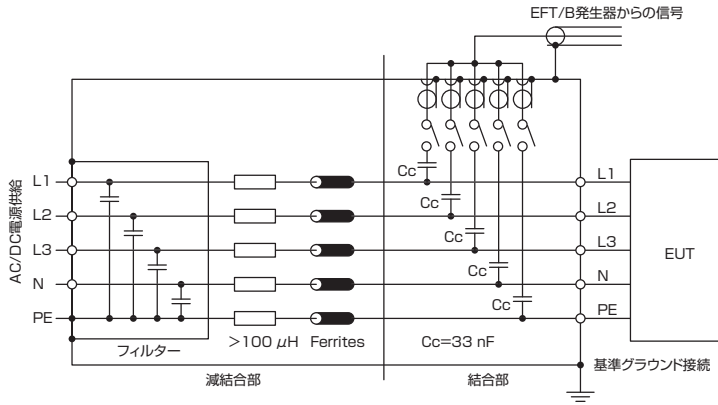 EFT/B発生器からの信号
AC/DC電源供給
L1
L2
L3
N
PE
Cc
Cc
Cc
Cc
Cc
L1
L2
L3
N
PE
EUT
フィルター
>100 μH
Ferrites
Cc=33 nF
基準グラウンド接続
減結合部
結合部